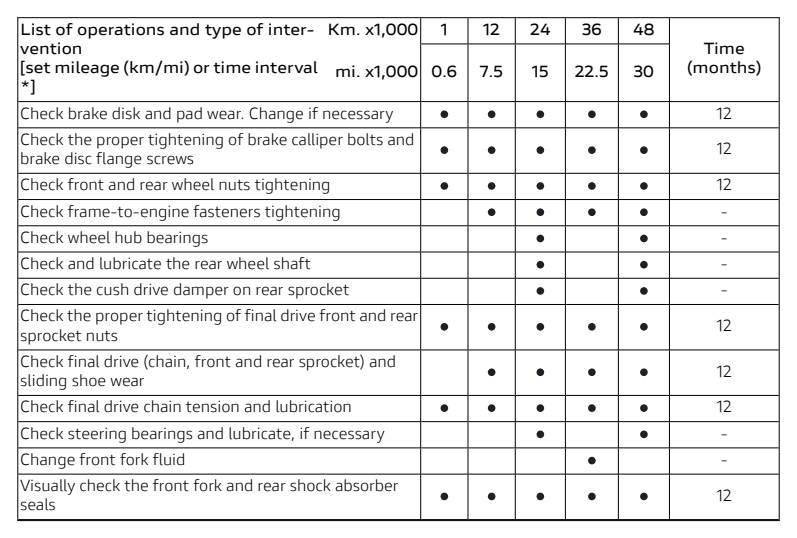 List of operations and type of inter- Km. x1,000 1 12 24 36 48 Time
vention
[set mileage (km/mi) or time interval mi. x1,000 0.6 7.5 15 22.5 30 (months)
*]
Check brake disk and pad wear. Change if necessary ● ● ● ● ● 12
Check the proper tightening of brake calliper bolts and
brake disc flange screws ● ● ● ● ● 12
Check front and rear wheel nuts tightening ● ● ● ● ● 12
Check frame-to-engine fasteners tightening ● ● ● ● -
Check wheel hub bearings ● ● -
Check and lubricate the rear wheel shaft ● ● -
Check the cush drive damper on rear sprocket ● ● -
Check the proper tightening of final drive front and rear
sprocket nuts ● ● ● ● ● 12
Check final drive (chain, front and rear sprocket) and
sliding shoe wear ● ● ● ● 12
Check final drive chain tension and lubrication ● ● ● ● ● 12
Check steering bearings and lubricate, if necessary ● ● -
Change front fork fluid ● -
Visually check the front fork and rear shock absorber
seals ● ● ● ● ● 12